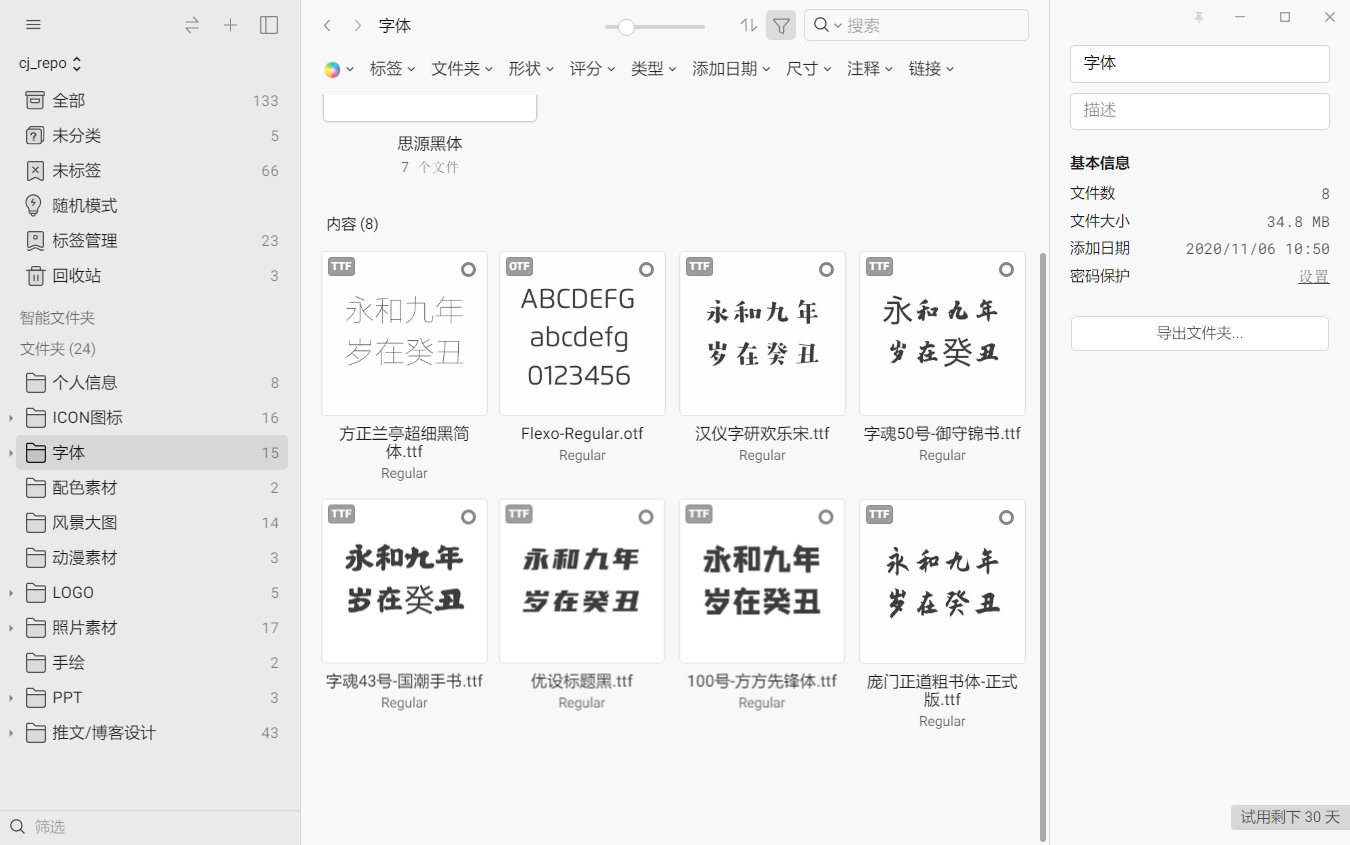 字体
搜索
cj_repo
标签
文件夹
形状
评分
类型
添加日期
尺寸
注释
链接
全部 133
未分类 5
未标签 66
随机模式
标签管理 23
回收站 3
智能文件夹
文件夹 (24)
个人信息 8
ICON图标 16
字体 15
配色素材 2
风景大图 14
动漫素材 3
LOGO 5
照片素材 17
手绘 2
PPT 3
推文/博客设计 43
筛选
思源黑体
7 个文件
内容 (8)
TTF
永和九年
岁在癸丑
方正兰亭超细黑简
体.ttf
Regular
OTF
ABCDEFG
abcdefg
0123456
Flexo-Regular.otf
Regular
TTF
永和九年
岁在癸丑
汉仪字研欢乐宋.ttf
Regular
TTF
永和九年
岁在癸丑
字魂50号-御守锦书.ttf
Regular
TTF
永和九年
岁在癸丑
字魂43号-国潮手书.ttf
Regular
TTF
永和九年
岁在癸丑
优设标题黑.ttf
Regular
TTF
永和九年
岁在癸丑
100号-方方先锋体.ttf
Regular
TTF
永和九年
岁在癸丑
庞门正道粗书体-正式
版.ttf
Regular
字体
描述
基本信息
文件数 8
文件大小 34.8 MB
添加日期 2020/11/06 10:50
密码保护 设置
导出文件夹...
试用剩下 30 天